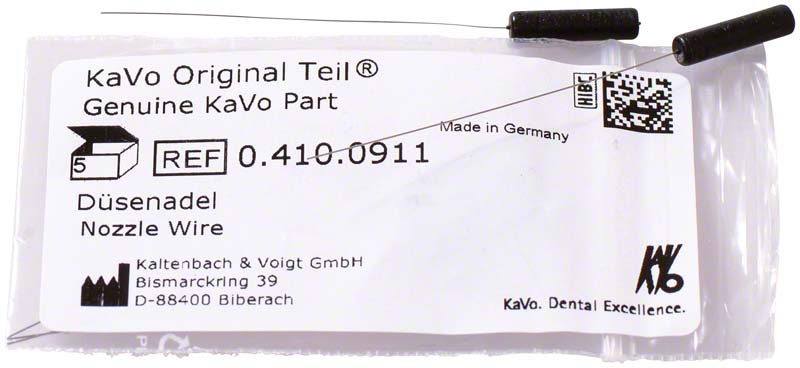 KaVo Original Teil®
Genuine KaVo Part
HIBC
Made in Germany
5
REF 0.410.0911
Düsenadel
Nozzle Wire
Kaltenbach & Voigt GmbH
Bismarckring 39
D-88400 Biberach
KaVo
KaVo. Dental Excellence.